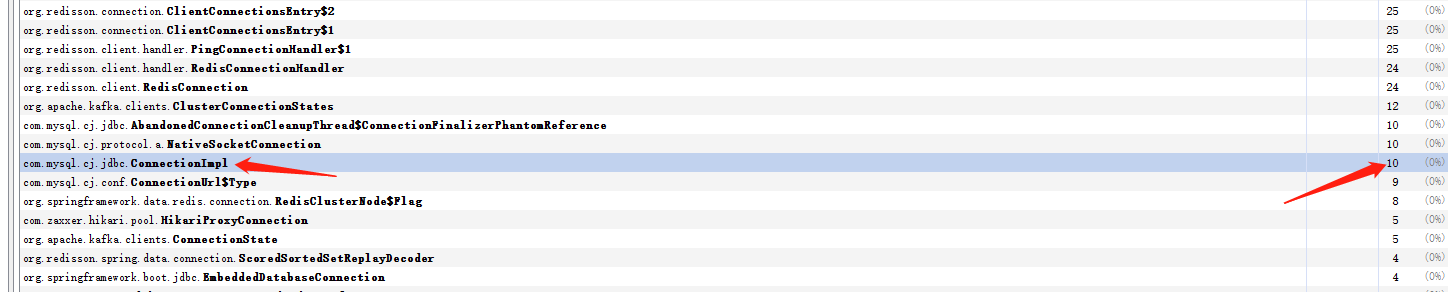 org.redisson.connection.ClientConnectionsEntry$2 25 (0%)
org.redisson.connection.ClientConnectionsEntry$1 25 (0%)
org.redisson.client.handler.PingConnectionHandler$1 25 (0%)
org.redisson.client.handler.RedisConnectionHandler 24 (0%)
org.redisson.client.RedisConnection 24 (0%)
org.apache.kafka.clients.ClusterConnectionStates 12 (0%)
com.mysql.cj.jdbc.AbandonedConnectionCleanupThread$ConnectionFinalizerPhantomReference 10 (0%)
com.mysql.cj.protocol.a.NativeSocketConnection 10 (0%)
com.mysql.cj.jdbc.ConnectionImpl 10 (0%)
com.mysql.cj.conf.ConnectionUrl$Type 9 (0%)
org.springframework.data.redis.connection.RedisClusterNode$Flag 8 (0%)
com.zaxxer.hikari.pool.HikariProxyConnection 5 (0%)
org.apache.kafka.clients.ConnectionState 5 (0%)
org.redisson.spring.data.connection.ScoredSortedSetReplayDecoder 4 (0%)
org.springframework.boot.jdbc.EmbeddedDatabaseConnection 4 (0%)